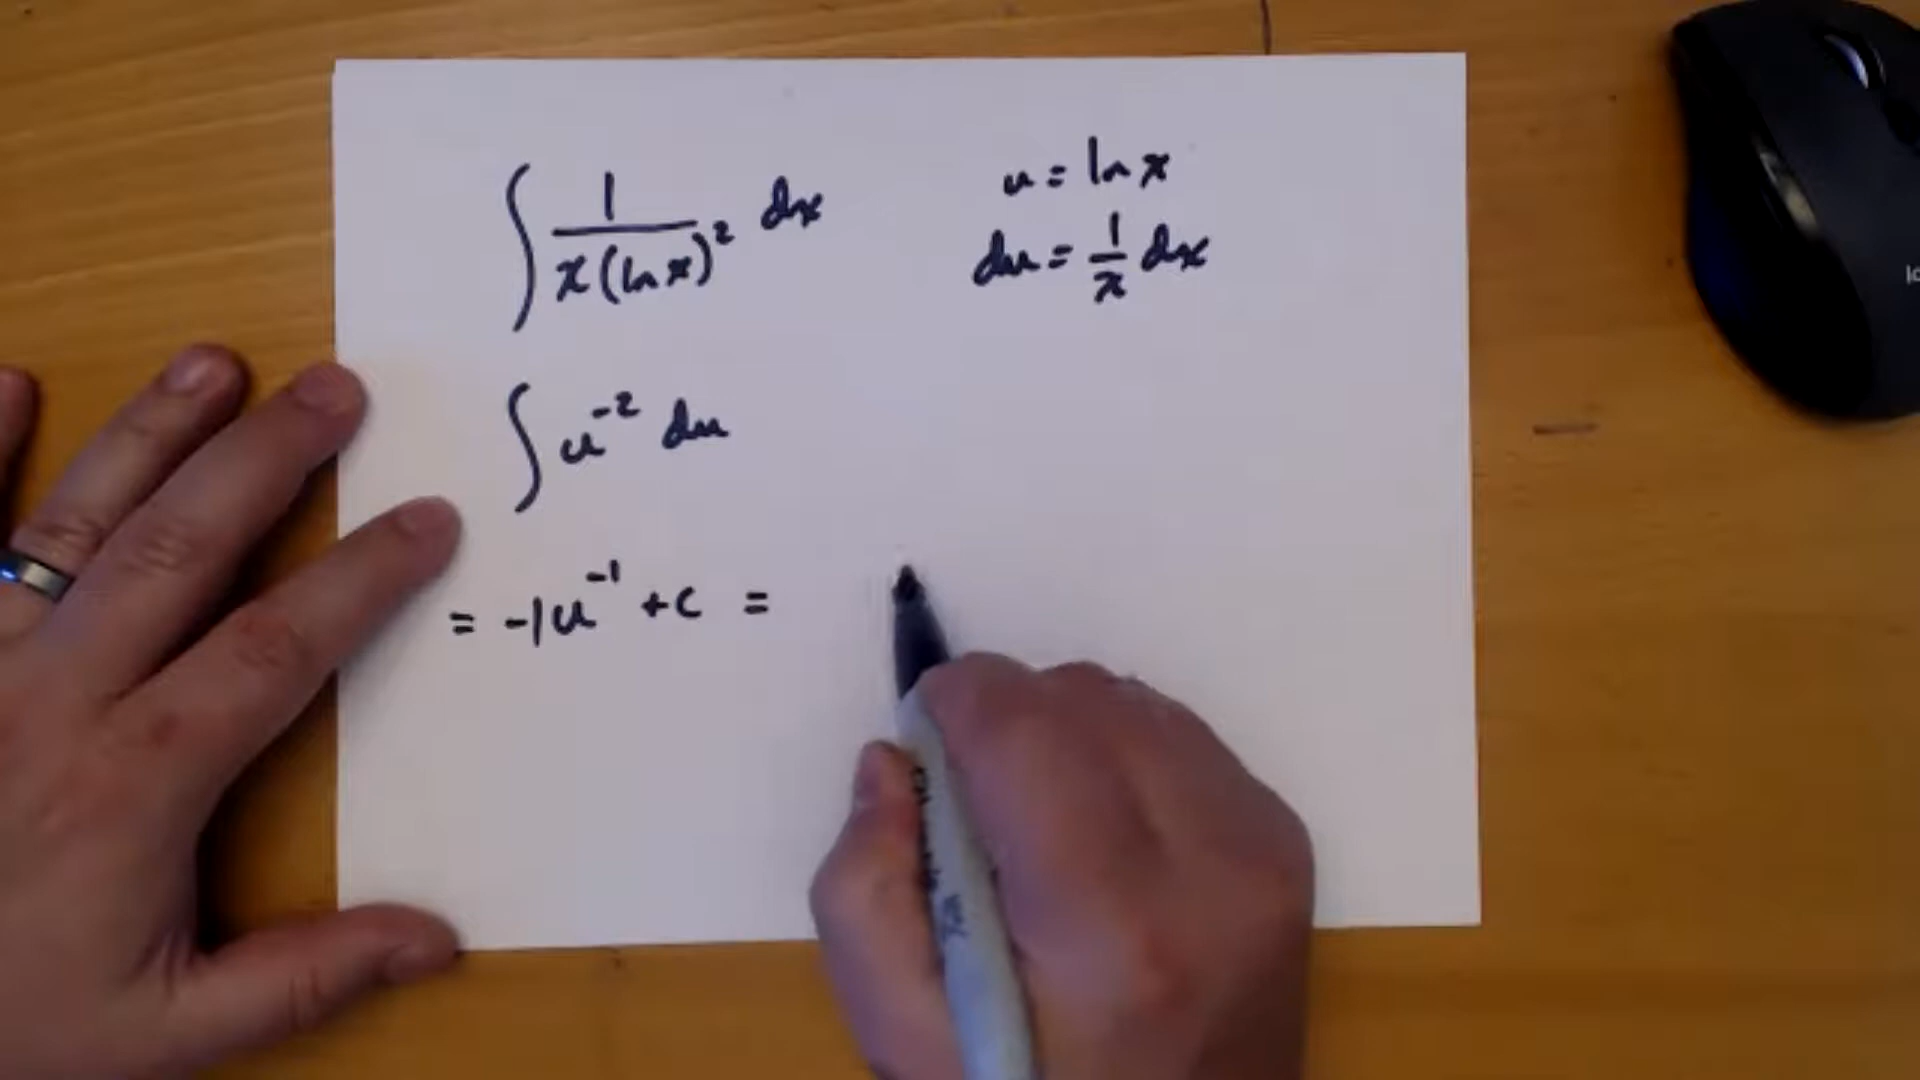 ∫ 1/(x(ln x)² ) dx
u = ln x
du = 1/x dx
∫ u⁻² du
= -1u⁻¹ + c =